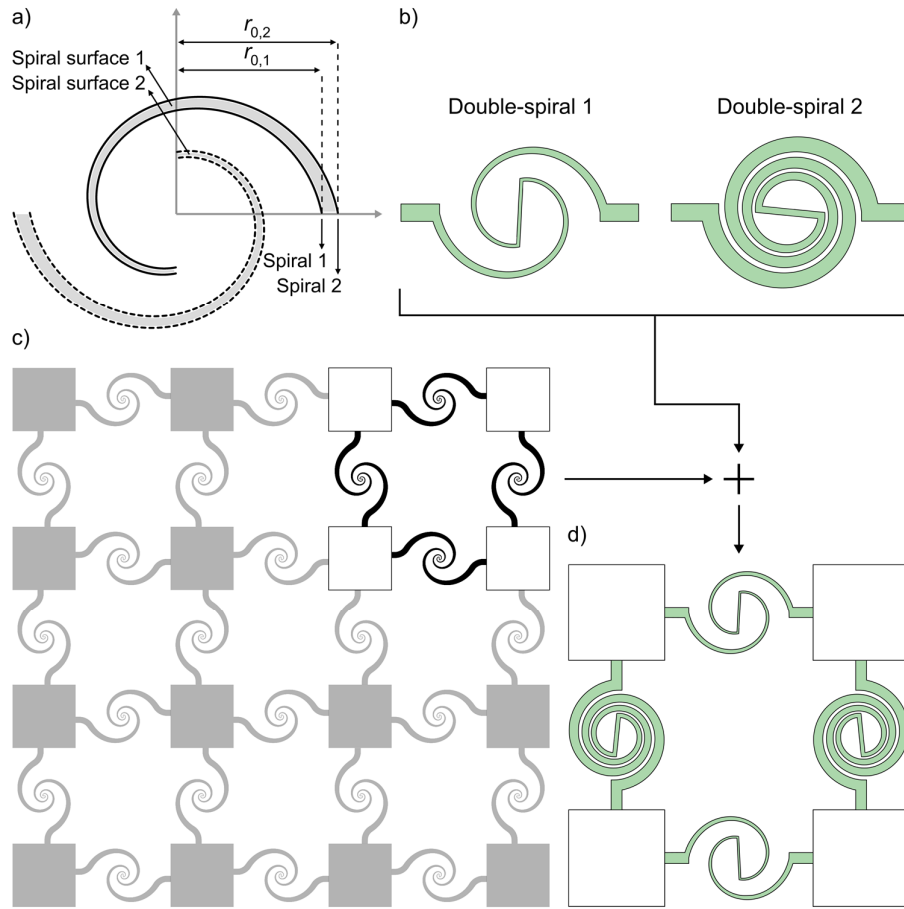 a)
r0,2
r0,1
Spiral surface 1
Spiral surface 2
Spiral 1
Spiral 2
b)
Double-spiral 1
Double-spiral 2
c)
d)